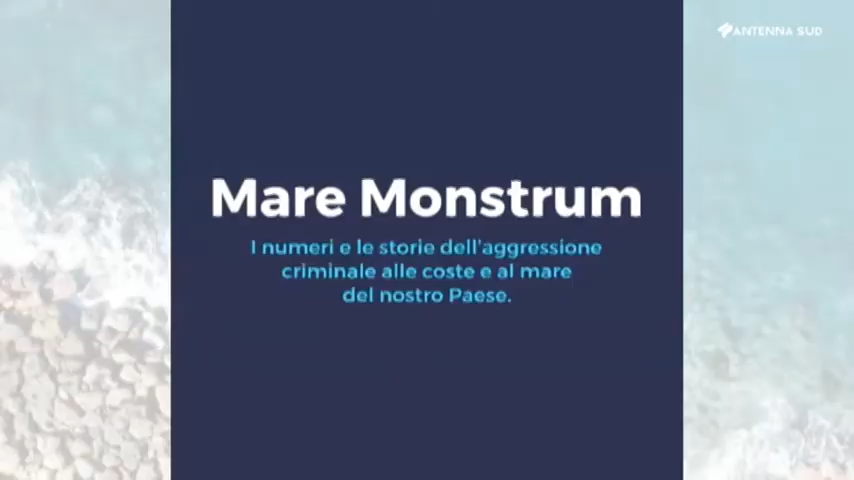 ANTENNA SUD
Mare Monstrum
I numeri e le storie dell'aggressione
criminale alle coste e al mare
del nostro Paese.